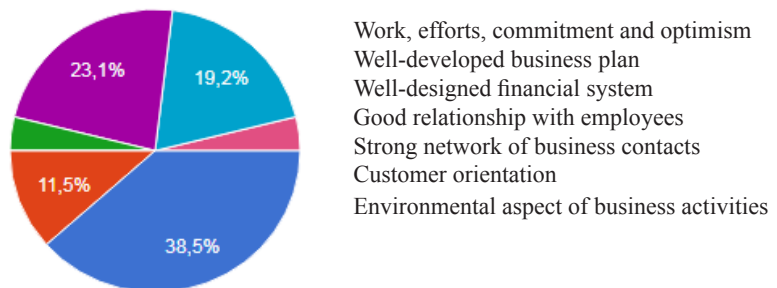 23,1%
19,2%
11,5%
38,5%
Work, efforts, commitment and optimism
Well-developed business plan
Well-designed financial system
Good relationship with employees
Strong network of business contacts
Customer orientation
Environmental aspect of business activities